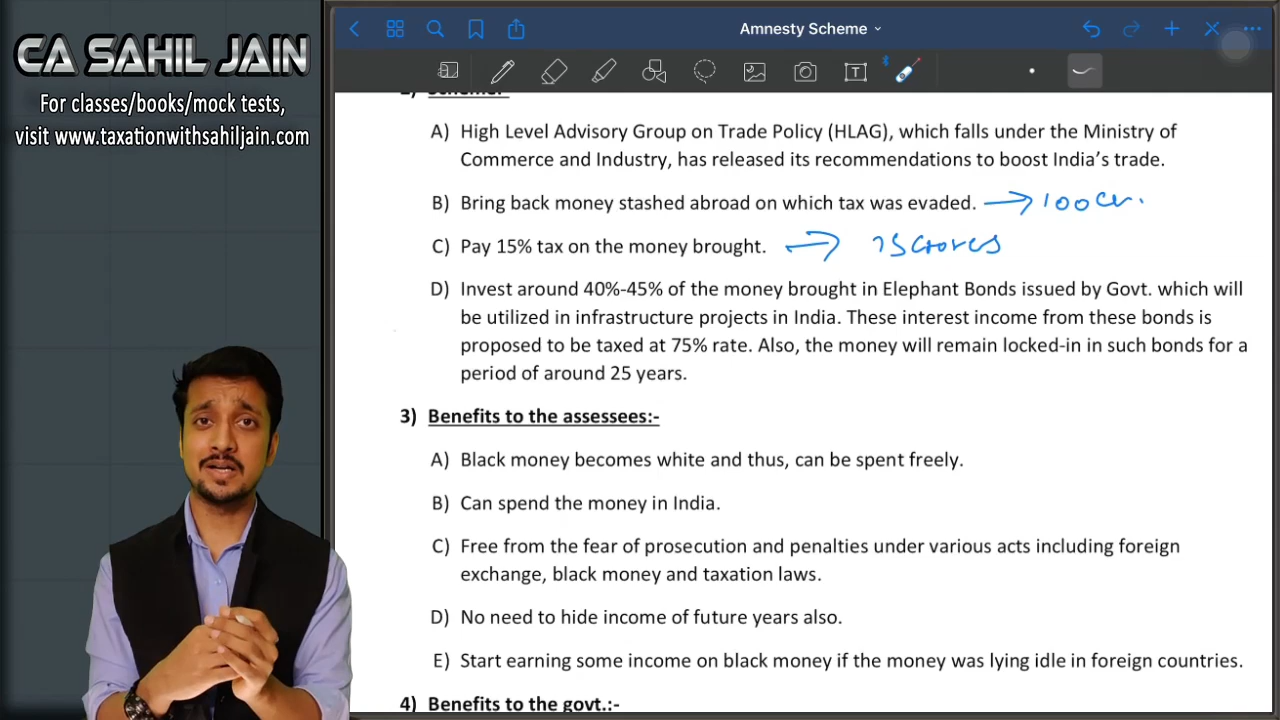 CA SAHIL JAIN
For classes/books/mock tests,
visit www.taxationwithsahiljain.com
Amnesty Scheme
T
A) High Level Advisory Group on Trade Policy (HLAG), which falls under the Ministry of
Commerce and Industry, has released its recommendations to boost India's trade.
B) Bring back money stashed abroad on which tax was evaded. → 100 Cr.
C) Pay 15% tax on the money brought. → 15 crores
D) Invest around 40%-45% of the money brought in Elephant Bonds issued by Govt. which will
be utilized in infrastructure projects in India. These interest income from these bonds is
proposed to be taxed at 75% rate. Also, the money will remain locked-in in such bonds for a
period of around 25 years.
3) Benefits to the assessees:-
A) Black money becomes white and thus, can be spent freely.
B) Can spend the money in India.
C) Free from the fear of prosecution and penalties under various acts including foreign
exchange, black money and taxation laws.
D) No need to hide income of future years also.
E) Start earning some income on black money if the money was lying idle in foreign countries.
4) Benefits to the govt.:-